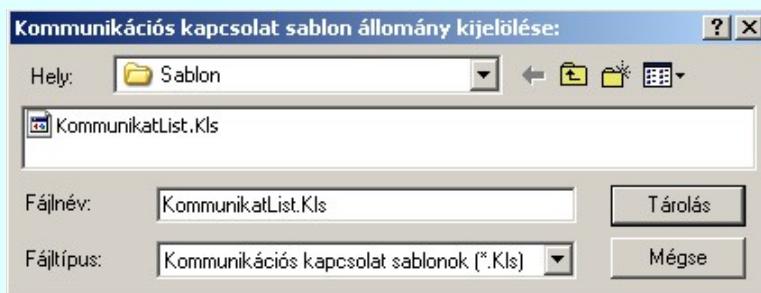 Kommunikációs kapcsolat sablon állomány kijelölése:
Hely: Sablon
KommunikatList.Kls
Fájlnév: KommunikatList.Kls Tárolás
Fájltípus: Kommunikációs kapcsolat sablonok (*.Kls) Mégse